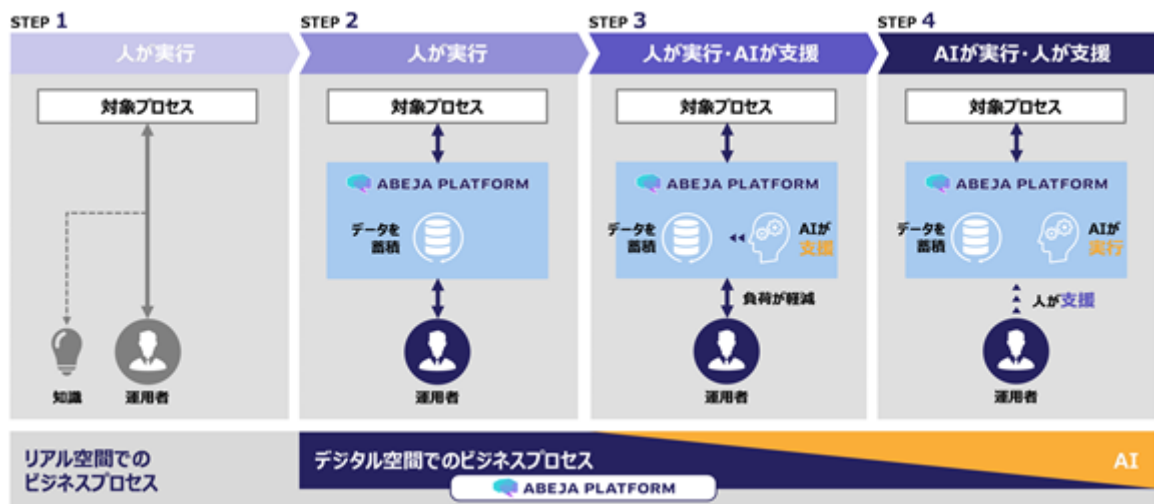 STEP 1
人が実行
対象プロセス
知識
運用者
STEP 2
人が実行
対象プロセス
ABEJA PLATFORM
データを
蓄積
運用者
STEP 3
人が実行・AIが支援
対象プロセス
ABEJA PLATFORM
データを
蓄積
AIが
支援
負荷が軽減
運用者
STEP 4
AIが実行・人が支援
対象プロセス
ABEJA PLATFORM
データを
蓄積
AIが
実行
人が支援
運用者
リアル空間での
ビジネスプロセス
デジタル空間でのビジネスプロセス
AI
ABEJA PLATFORM